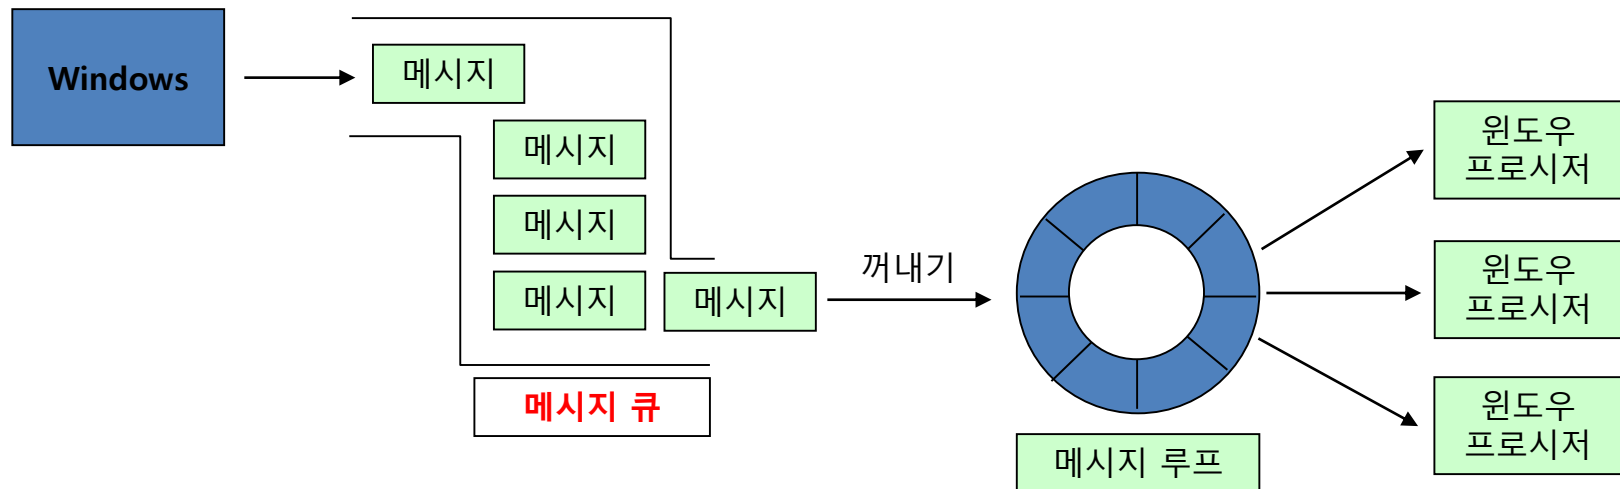 Windows
메시지
메시지
메시지
메시지
메시지
메시지 큐
꺼내기
메시지 루프
윈도우
프로시저
윈도우
프로시저
윈도우
프로시저